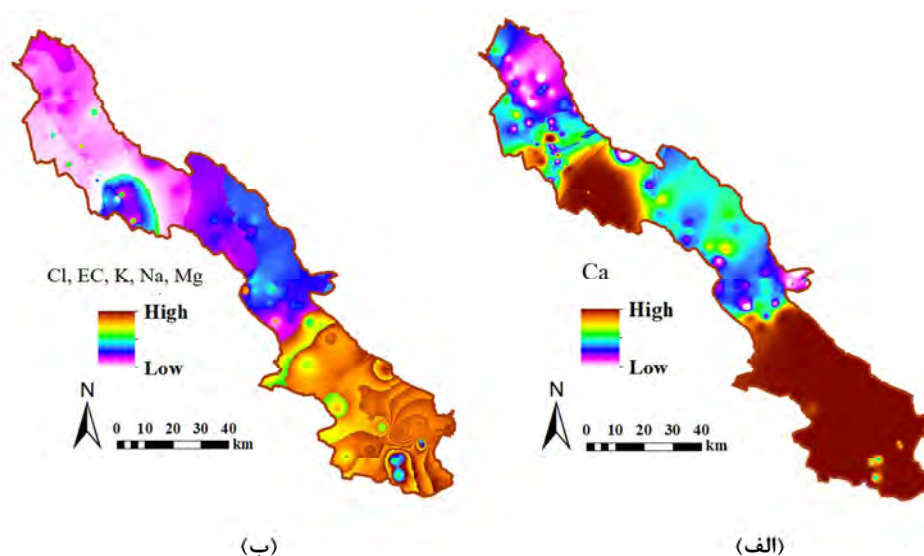 Cl, EC, K, Na, Mg
High
Low
N
0 10 20 30 40
km
(ب)
Ca
High
Low
N
0 10 20 30 40
km
(الف)